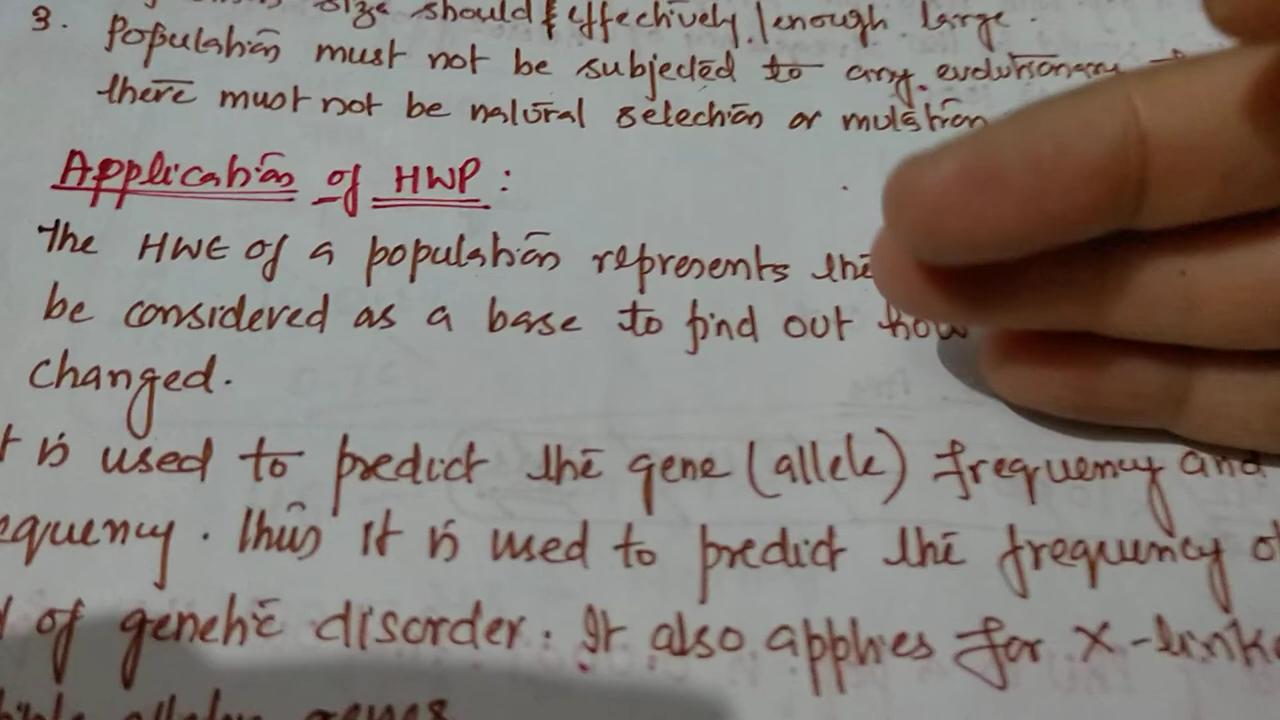 size should effectively/enough large.
3. Population must not be subjected to any evolutionary
there must not be natural selection or mutation
Application of HWP:
The HWE of a population represents the
be considered as a base to find out how
changed.
is used to predict the gene (allele) frequency and
equency. Thus it is used to predict the frequency of
of genetic disorder. It also applies for X-link
genes